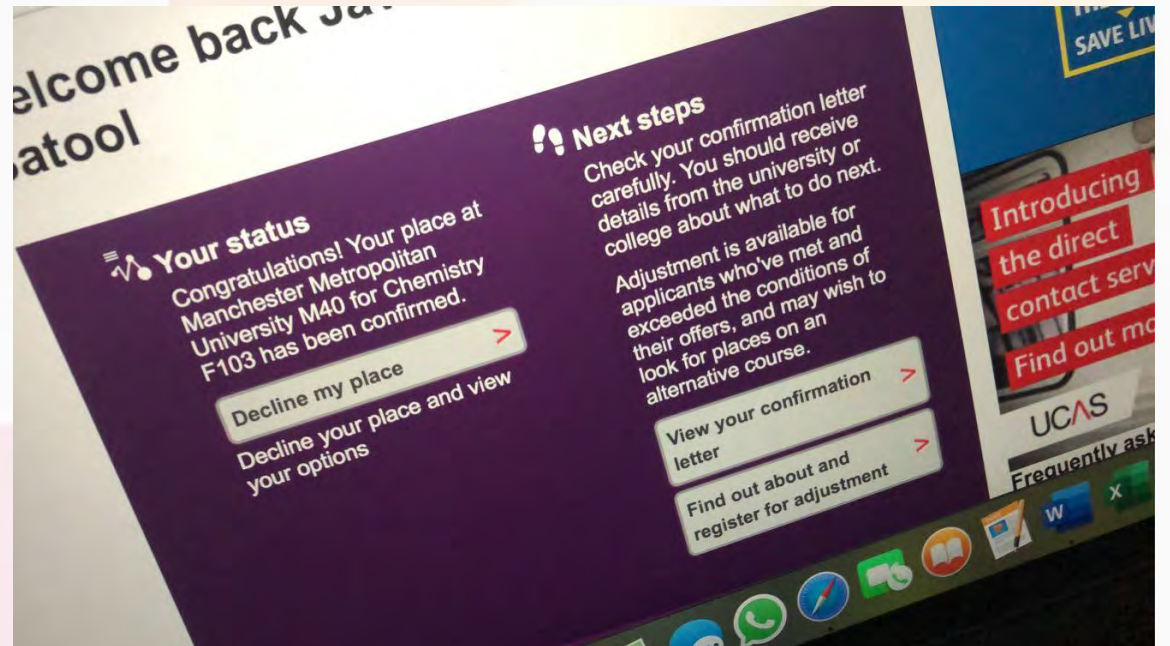 elcome back
atool
Your status
Congratulations! Your place at
Manchester Metropolitan
University M40 for Chemistry
F103 has been confirmed.
Decline my place >
Decline your place and view
your options
Next steps
Check your confirmation letter
carefully. You should receive
details from the university or
college about what to do next.
Adjustment is available for
applicants who've met and
exceeded the conditions of
their offers, and may wish to
look for places on an
alternative course.
View your confirmation
letter >
Find out about and
register for adjustment >
SAVE LIV
Introducing
the direct
contact serv
Find out mo
UCAS
Frequently ask
W
X